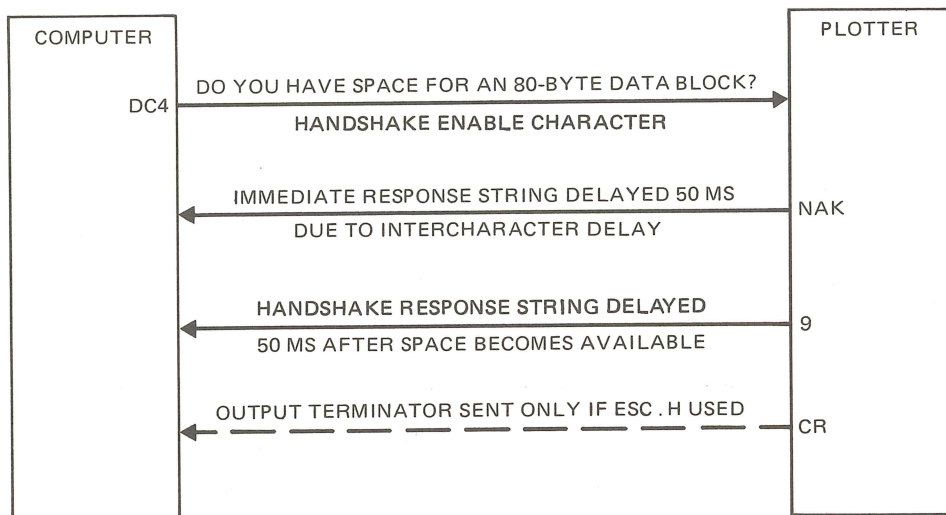 COMPUTER
PLOTTER
DO YOU HAVE SPACE FOR AN 80-BYTE DATA BLOCK?
DC4
HANDSHAKE ENABLE CHARACTER
IMMEDIATE RESPONSE STRING DELAYED 50 MS
NAK
DUE TO INTERCHARACTER DELAY
HANDSHAKE RESPONSE STRING DELAYED
9
50 MS AFTER SPACE BECOMES AVAILABLE
OUTPUT TERMINATOR SENT ONLY IF ESC . H USED
CR